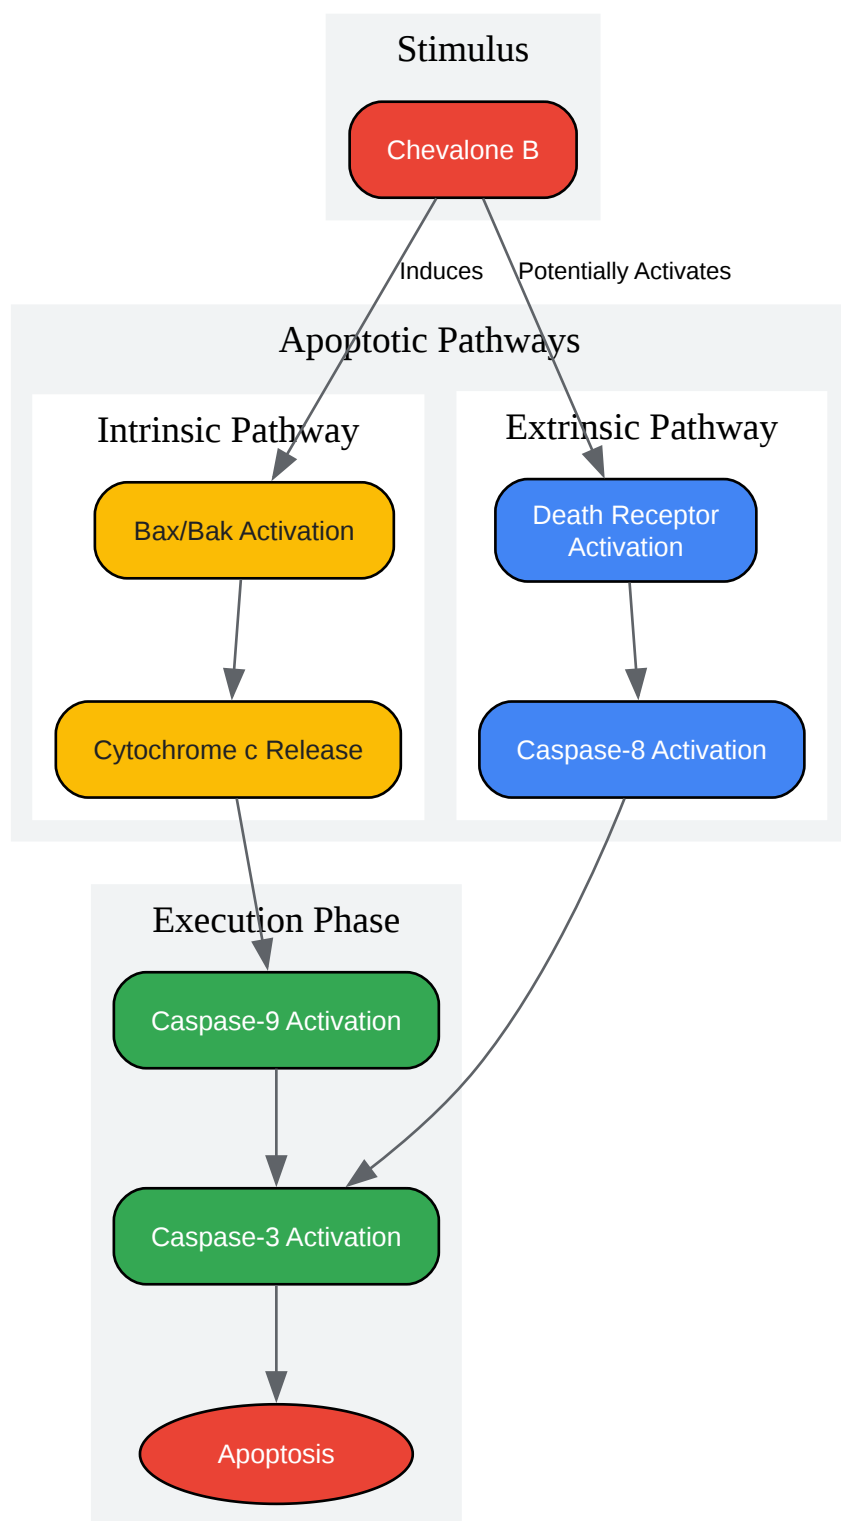 Stimulus
Chevalone B
Induces
Potentially Activates
Apoptotic Pathways
Intrinsic Pathway
Bax/Bak Activation
Cytochrome c Release
Extrinsic Pathway
Death Receptor
Activation
Caspase-8 Activation
Execution Phase
Caspase-9 Activation
Caspase-3 Activation
Apoptosis